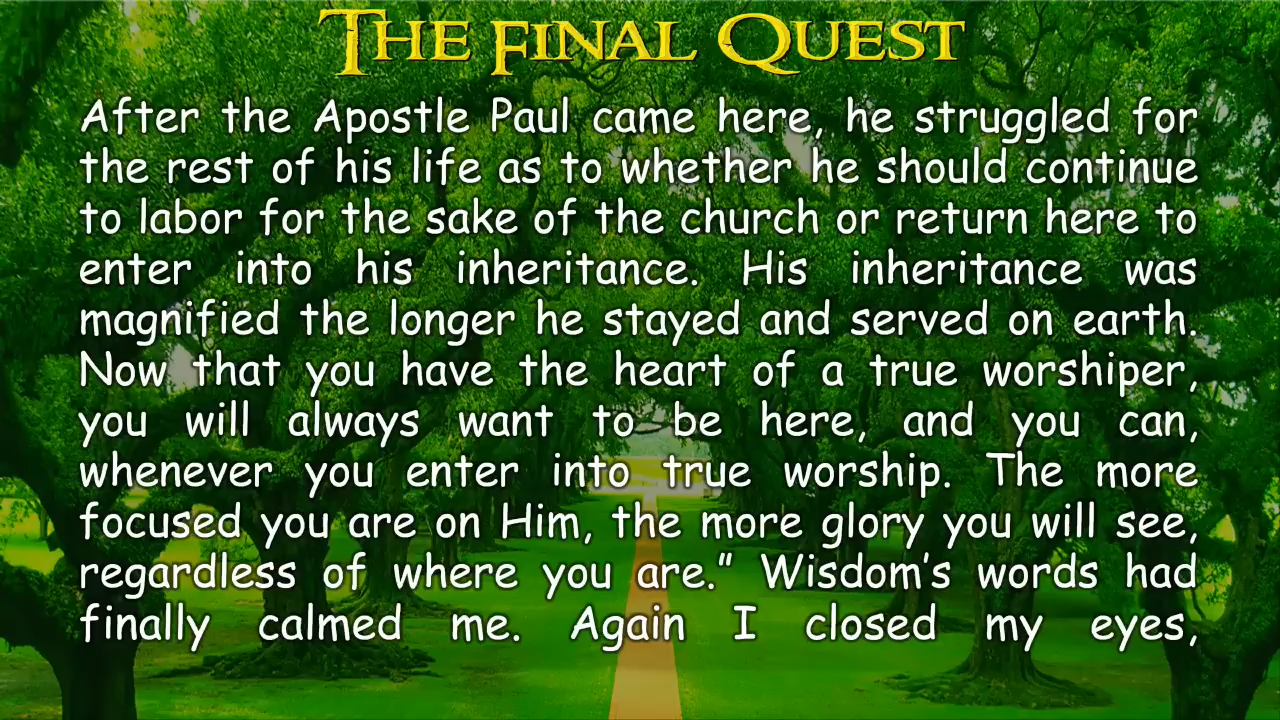 THE FINAL QUEST
After the Apostle Paul came here, he struggled for
the rest of his life as to whether he should continue
to labor for the sake of the church or return here to
enter into his inheritance. His inheritance was
magnified the longer he stayed and served on earth.
Now that you have the heart of a true worshiper,
you will always want to be here, and you can,
whenever you enter into true worship. The more
focused you are on Him, the more glory you will see,
regardless of where you are.” Wisdom’s words had
finally calmed me. Again I closed my eyes,